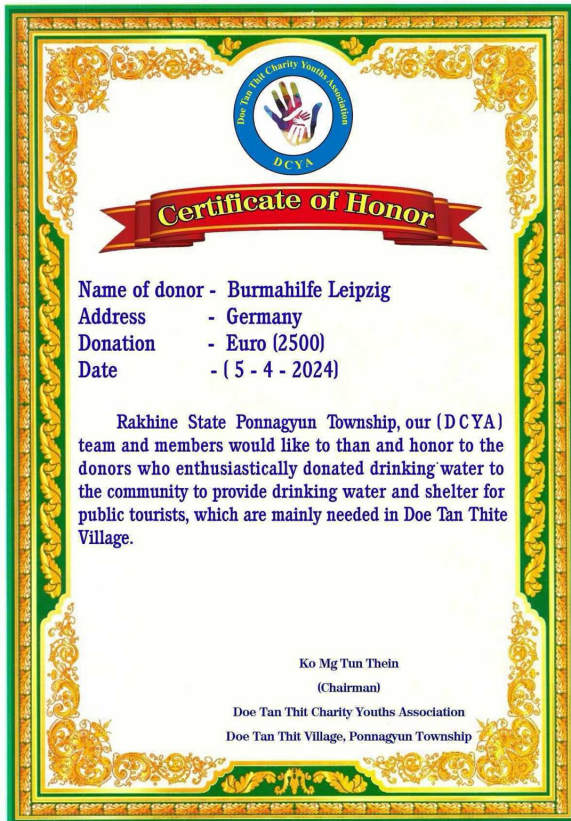 Doe Tan Thit Charity Youths Association
DCYA
Certificate of Honor
Name of donor - Burmahilfe Leipzig
Address - Germany
Donation - Euro (2500)
Date - ( 5 - 4 - 2024)
Rakhine State Ponnagyun Township, our (DCYA)
team and members would like to than and honor to the
donors who enthusiastically donated drinking water to
the community to provide drinking water and shelter for
public tourists, which are mainly needed in Doe Tan Thite
Village.
Ko Mg Tun Thein
(Chairman)
Doe Tan Thit Charity Youths Association
Doe Tan Thit Village, Ponnagyun Township